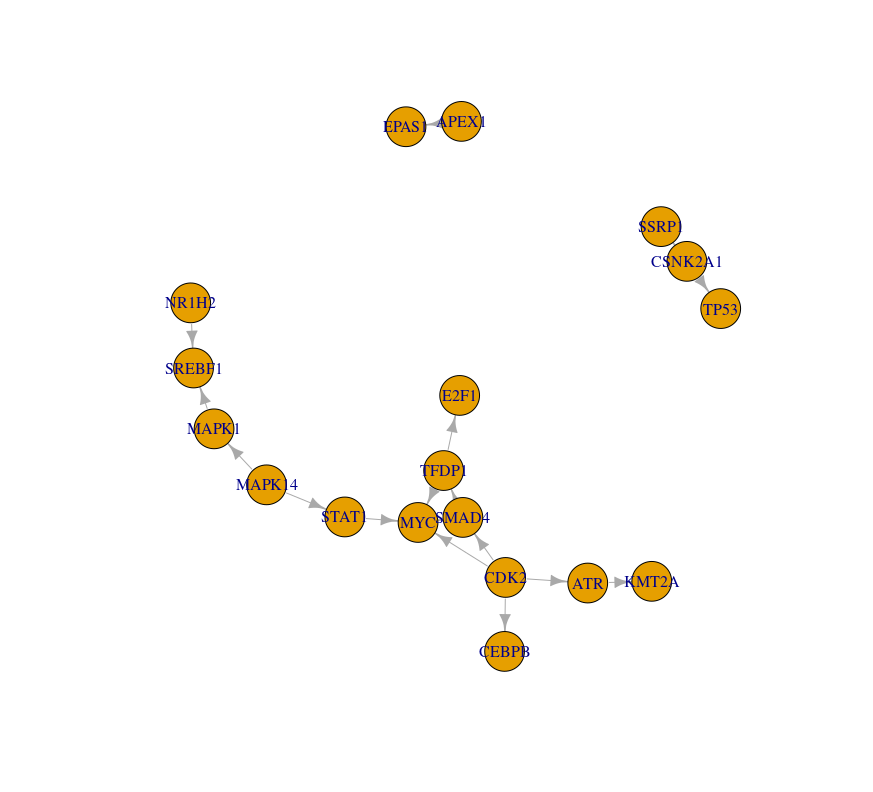 EPAS1
APEX1
SSRP1
CSNK2A1
NR1H2
TP53
SREBF1
E2F1
MAPK1
TFDP1
MAPK14
STAT1
MYC
SMAD4
CDK2
ATR
KMT2A
CEBPB